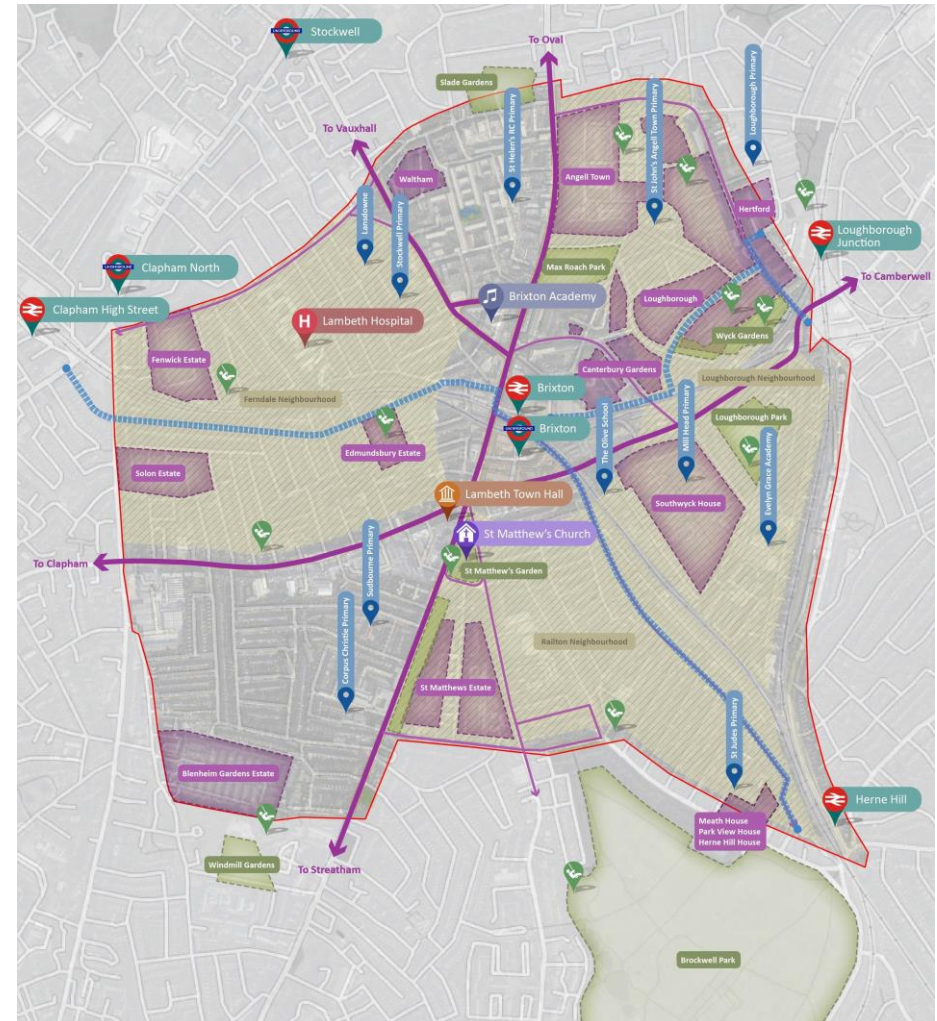 UNDERGROUND
Stockwell
To Oval
Slade Gardens
To Vauxhall
Waltham
St Helen's RC Primary
Angell Town
St John's Angell Town Primary
Loughborough Primary
Lansdowne
Stockwell Primary
Hertford
Loughborough
Junction
To Camberwell
UNDERGROUND
Clapham North
Max Roach Park
Clapham High Street
Brixton Academy
Loughborough
H
Lambeth Hospital
Wyck Gardens
Fenwick Estate
Canterbury Gardens
Loughborough Neighbourhood
Brixton
Ferndale Neighbourhood
Loughborough Park
UNDERGROUND
Brixton
Edmundsbury Estate
The Olive School
Mill Head Primary
Evelyn Grace Academy
Solon Estate
Lambeth Town Hall
Southwyck House
St Matthew's Church
To Clapham
St Matthew's Garden
Sudbourne Primary
Corpus Christie Primary
Railton Neighbourhood
St Matthews Estate
St Judes Primary
Blenheim Gardens Estate
Herne Hill
Meath House
Park View House
Herne Hill House
Windmill Gardens
To Streatham
Brockwell Park